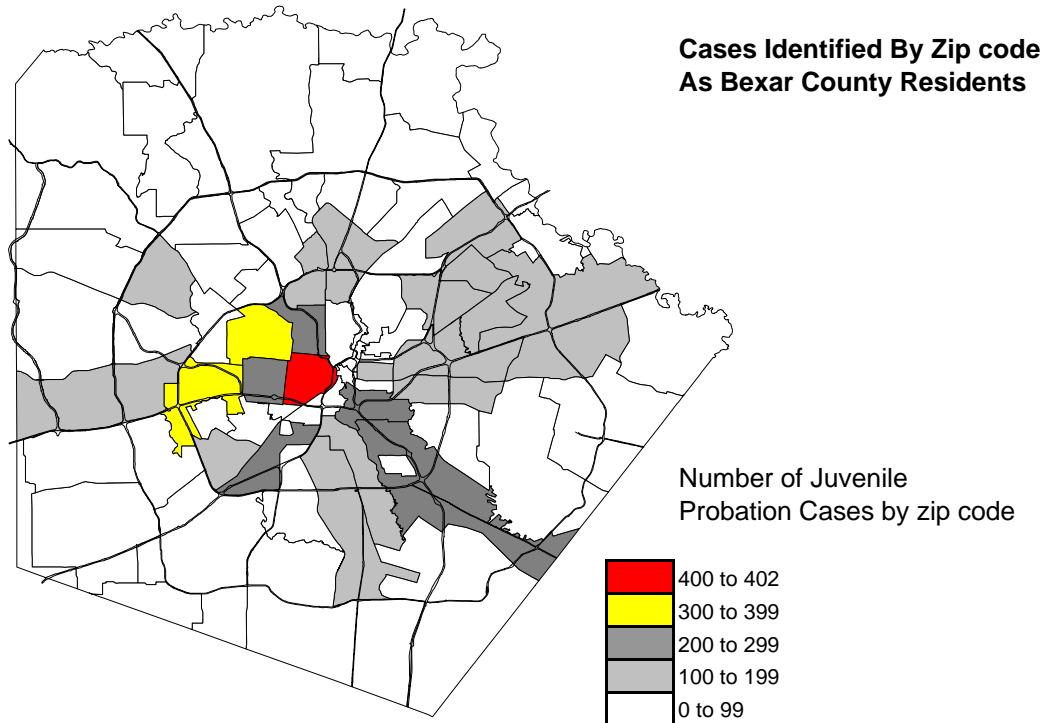 Cases Identified By Zip code
As Bexar County Residents
Number of Juvenile
Probation Cases by zip code
400 to 402
300 to 399
200 to 299
100 to 199
0 to 99